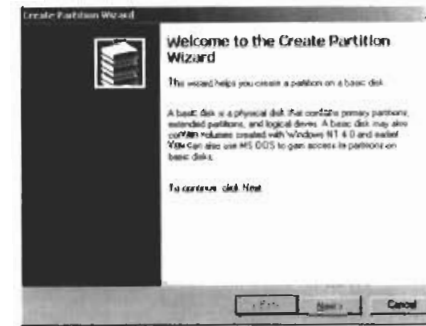 Create Partition Wizard
Welcome to the Create Partition
Wizard
This wizard helps you create a partition on a basic disk.
A basic disk is a physical disk that contains primary partitions,
extended partitions, and logical drives. A basic disk may also
contain volumes created with Windows NT 4.0 and earlier.
You can also use MS DOS to gain access to partitions on
basic disks.
To continue, click Next.
< Back
Next >
Cancel